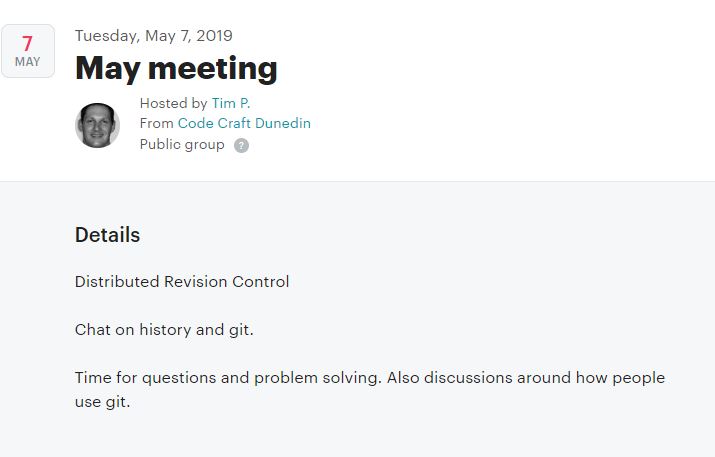 7
MAY
Tuesday, May 7, 2019
May meeting
Hosted by Tim P.
From Code Craft Dunedin
Public group ?
Details
Distributed Revision Control
Chat on history and git.
Time for questions and problem solving. Also discussions around how people
use git.